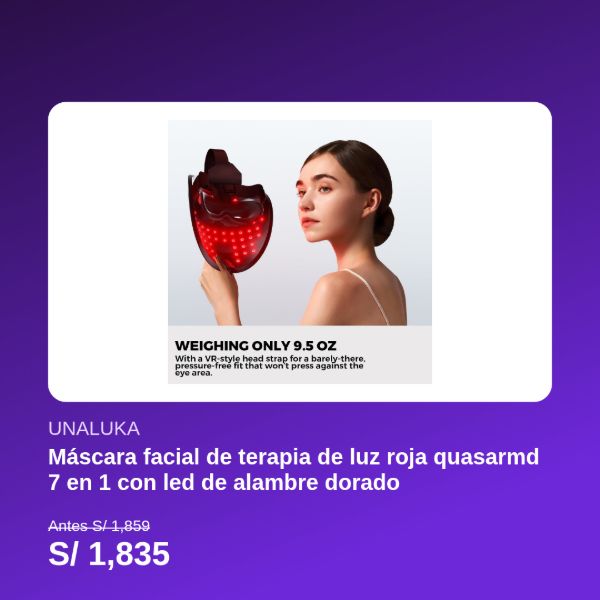 WEIGHING ONLY 9.5 OZ
With a VR-style head strap for a barely-there,
pressure-free fit that won't press against the
eye area.
UNALUKA
Máscara facial de terapia de luz roja quasarmd
7 en 1 con led de alambre dorado
Antes S/ 1,859
S/ 1,835